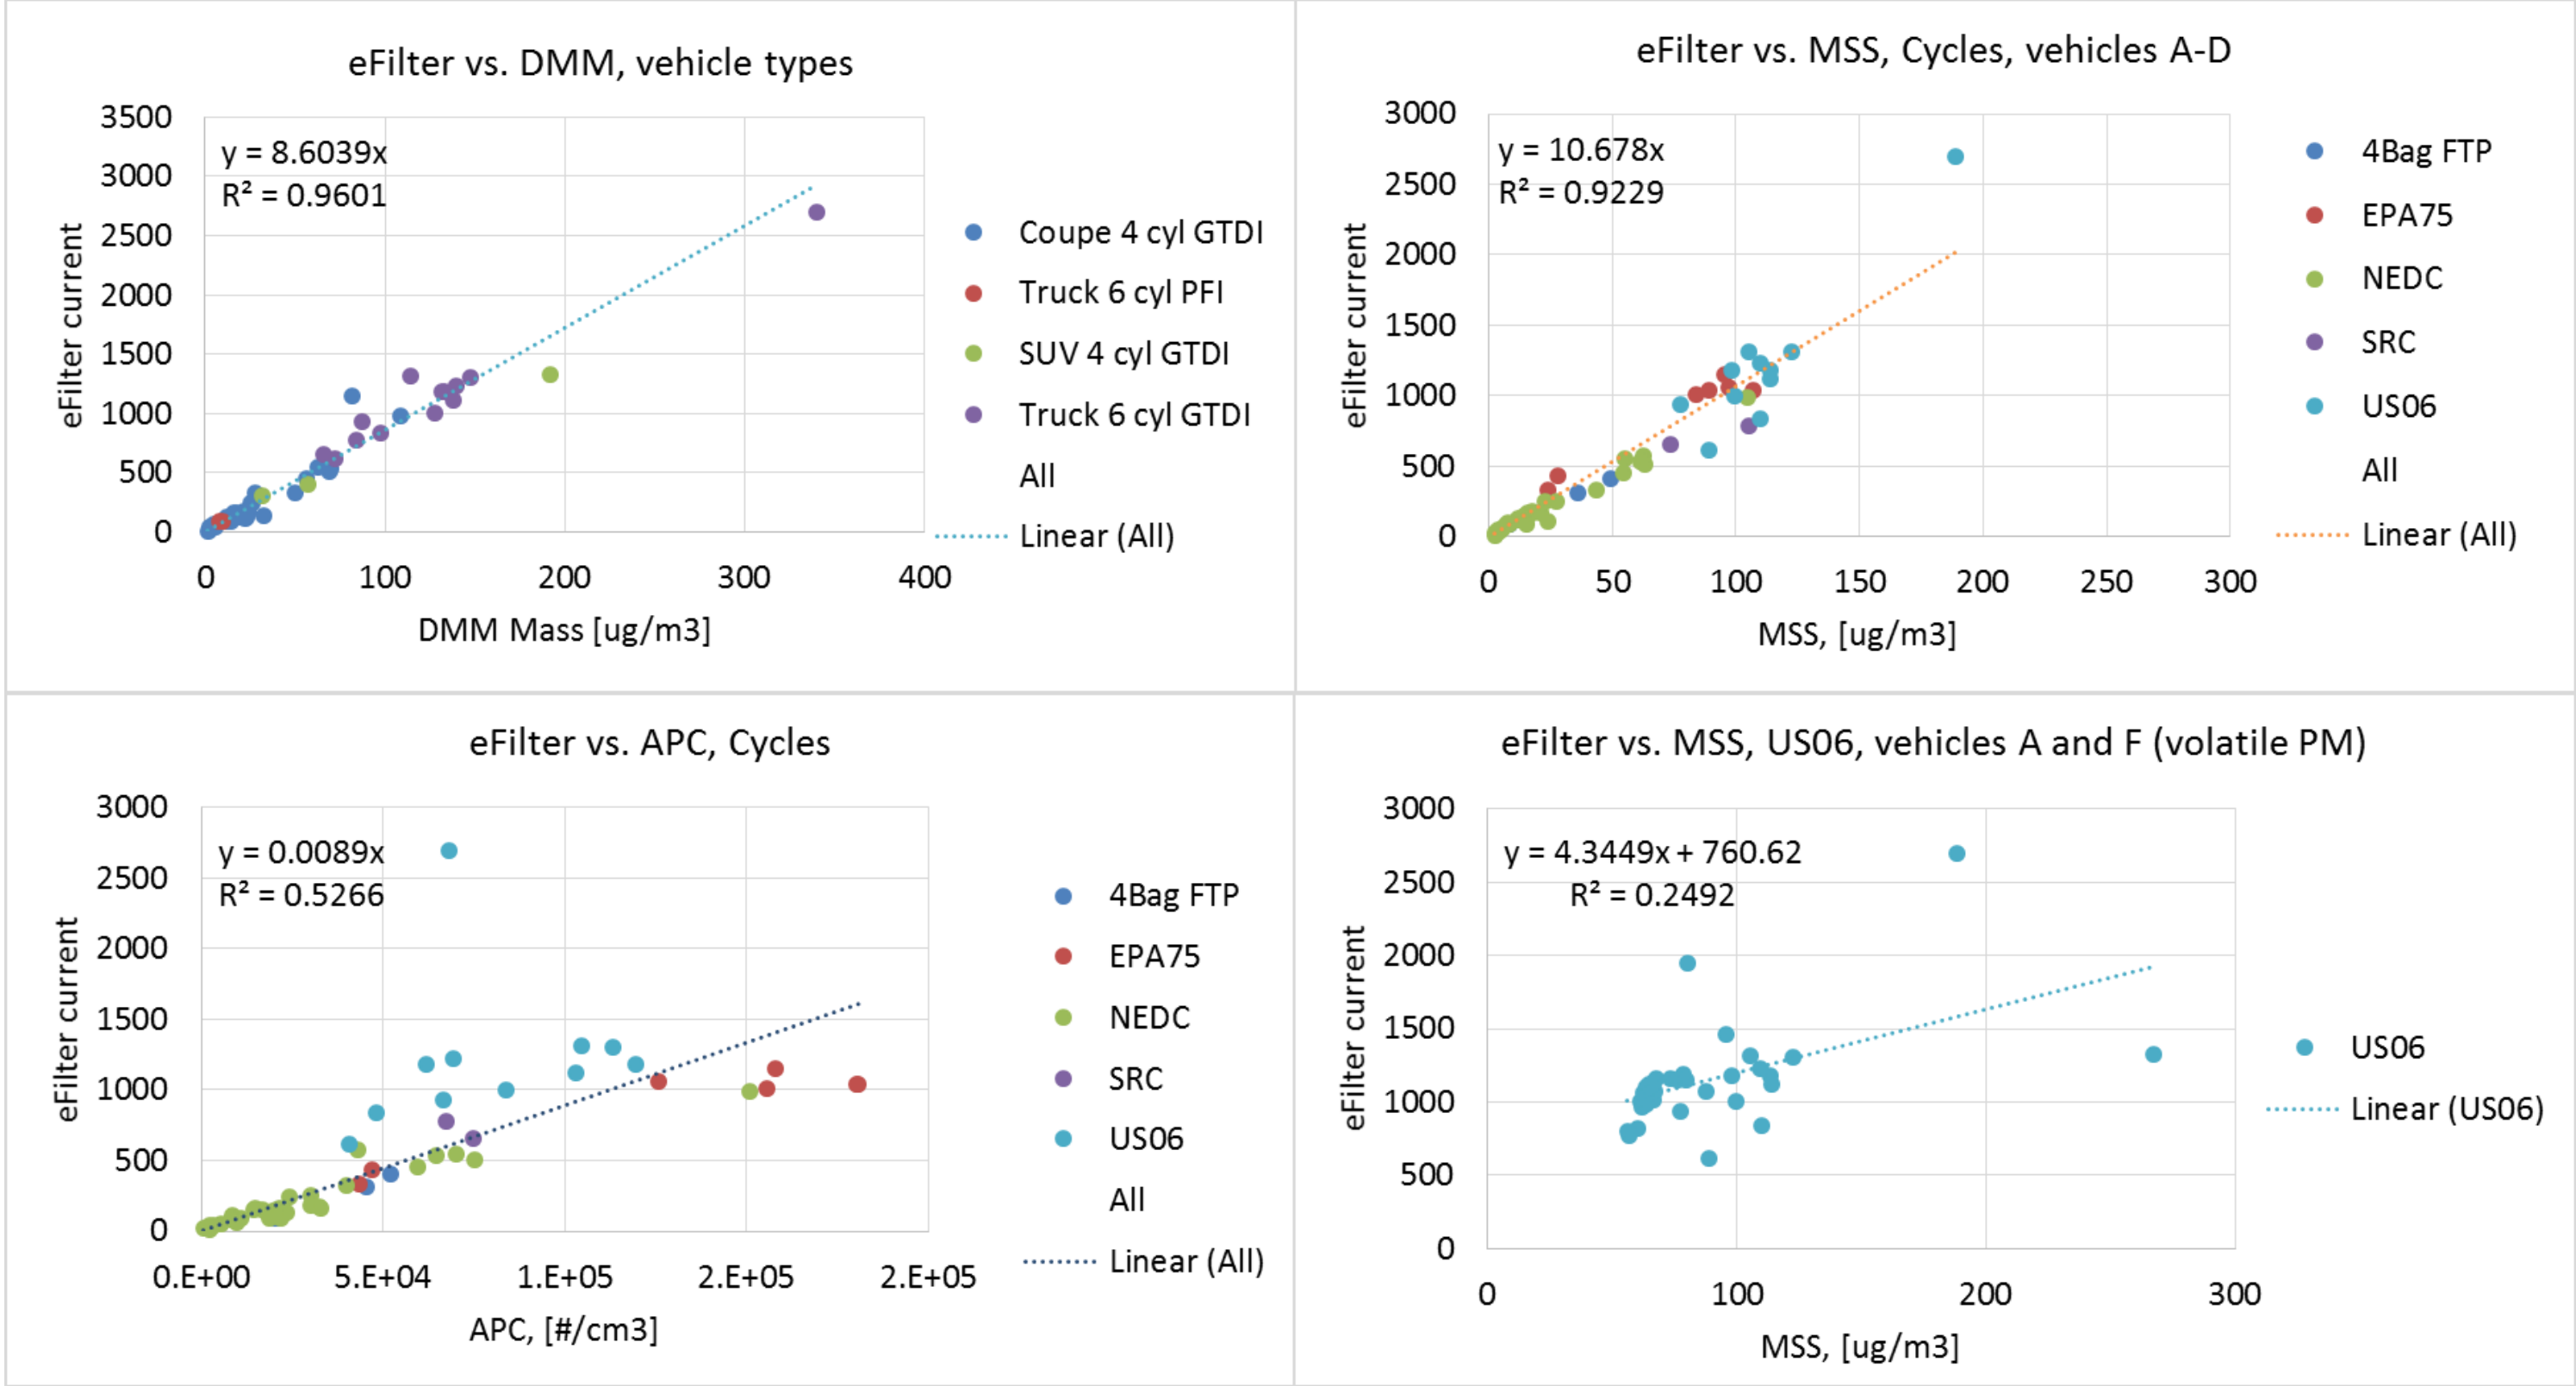 eFilter vs. DMM, vehicle types
3500
3000
2500
2000
1500
1000
500
0
y = 8.6039x
R² = 0.9601
eFilter current
0 100 200 300 400
DMM Mass [ug/m3]
Coupe 4 cyl GTDI
Truck 6 cyl PFI
SUV 4 cyl GTDI
Truck 6 cyl GTDI
All
Linear (All)
eFilter vs. MSS, Cycles, vehicles A-D
3000
2500
2000
1500
1000
500
0
y = 10.678x
R² = 0.9229
eFilter current
0 50 100 150 200 250 300
MSS, [ug/m3]
4Bag FTP
EPA75
NEDC
SRC
US06
All
Linear (All)
eFilter vs. APC, Cycles
3000
2500
2000
1500
1000
500
0
y = 0.0089x
R² = 0.5266
eFilter current
0.E+00 5.E+04 1.E+05 2.E+05 2.E+05
APC, [#/cm3]
4Bag FTP
EPA75
NEDC
SRC
US06
All
Linear (All)
eFilter vs. MSS, US06, vehicles A and F (volatile PM)
3000
2500
2000
1500
1000
500
0
y = 4.3449x + 760.62
R² = 0.2492
eFilter current
0 100 200 300
MSS, [ug/m3]
US06
Linear (US06)